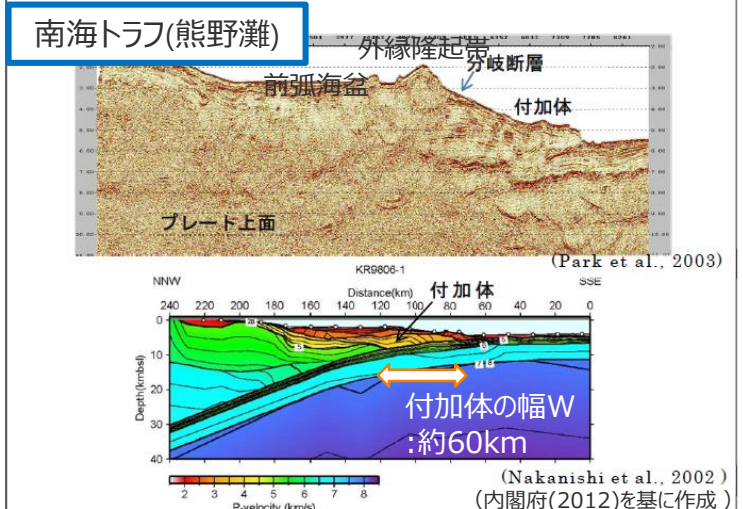 南海トラフ(熊野灘)
外縁隆起帯
分岐断層
前弧海盆
付加体
プレート上面
(Park et al., 2003)
KR9806-1
NNW
SSE
Distance(km)
付加体
240 220 200 180 160 140 120 100 80 60 40 20 0
0
10
20
30
40
Depth(kmbsl)
付加体の幅W
:約60km
2 3 4 5 6 7 8
P-velocity (km/s)
(Nakanishi et al., 2002 )
(内閣府(2012)を基に作成 )